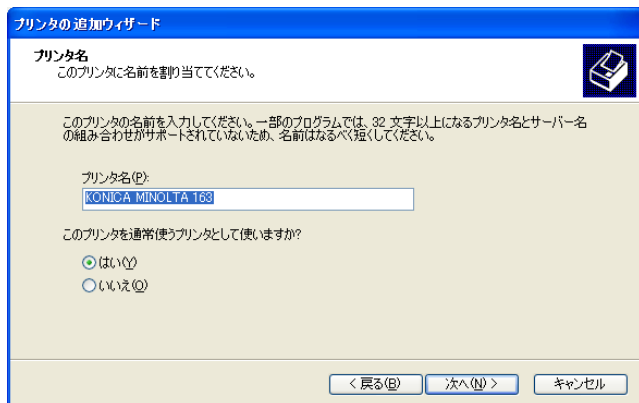 プリンタの追加ウィザード
プリンタ名
このプリンタに名前を割り当ててください。
このプリンタの名前を入力してください。一部のプログラムでは、32 文字以上になるプリンタ名とサーバー名
の組み合わせがサポートされていないため、名前はなるべく短くしてください。
プリンタ名(P):
KONICA MINOLTA 163
このプリンタを通常使うプリンタとして使いますか?
はい(Y)
いいえ(O)
< 戻る(B)
次へ(N) >
キャンセル